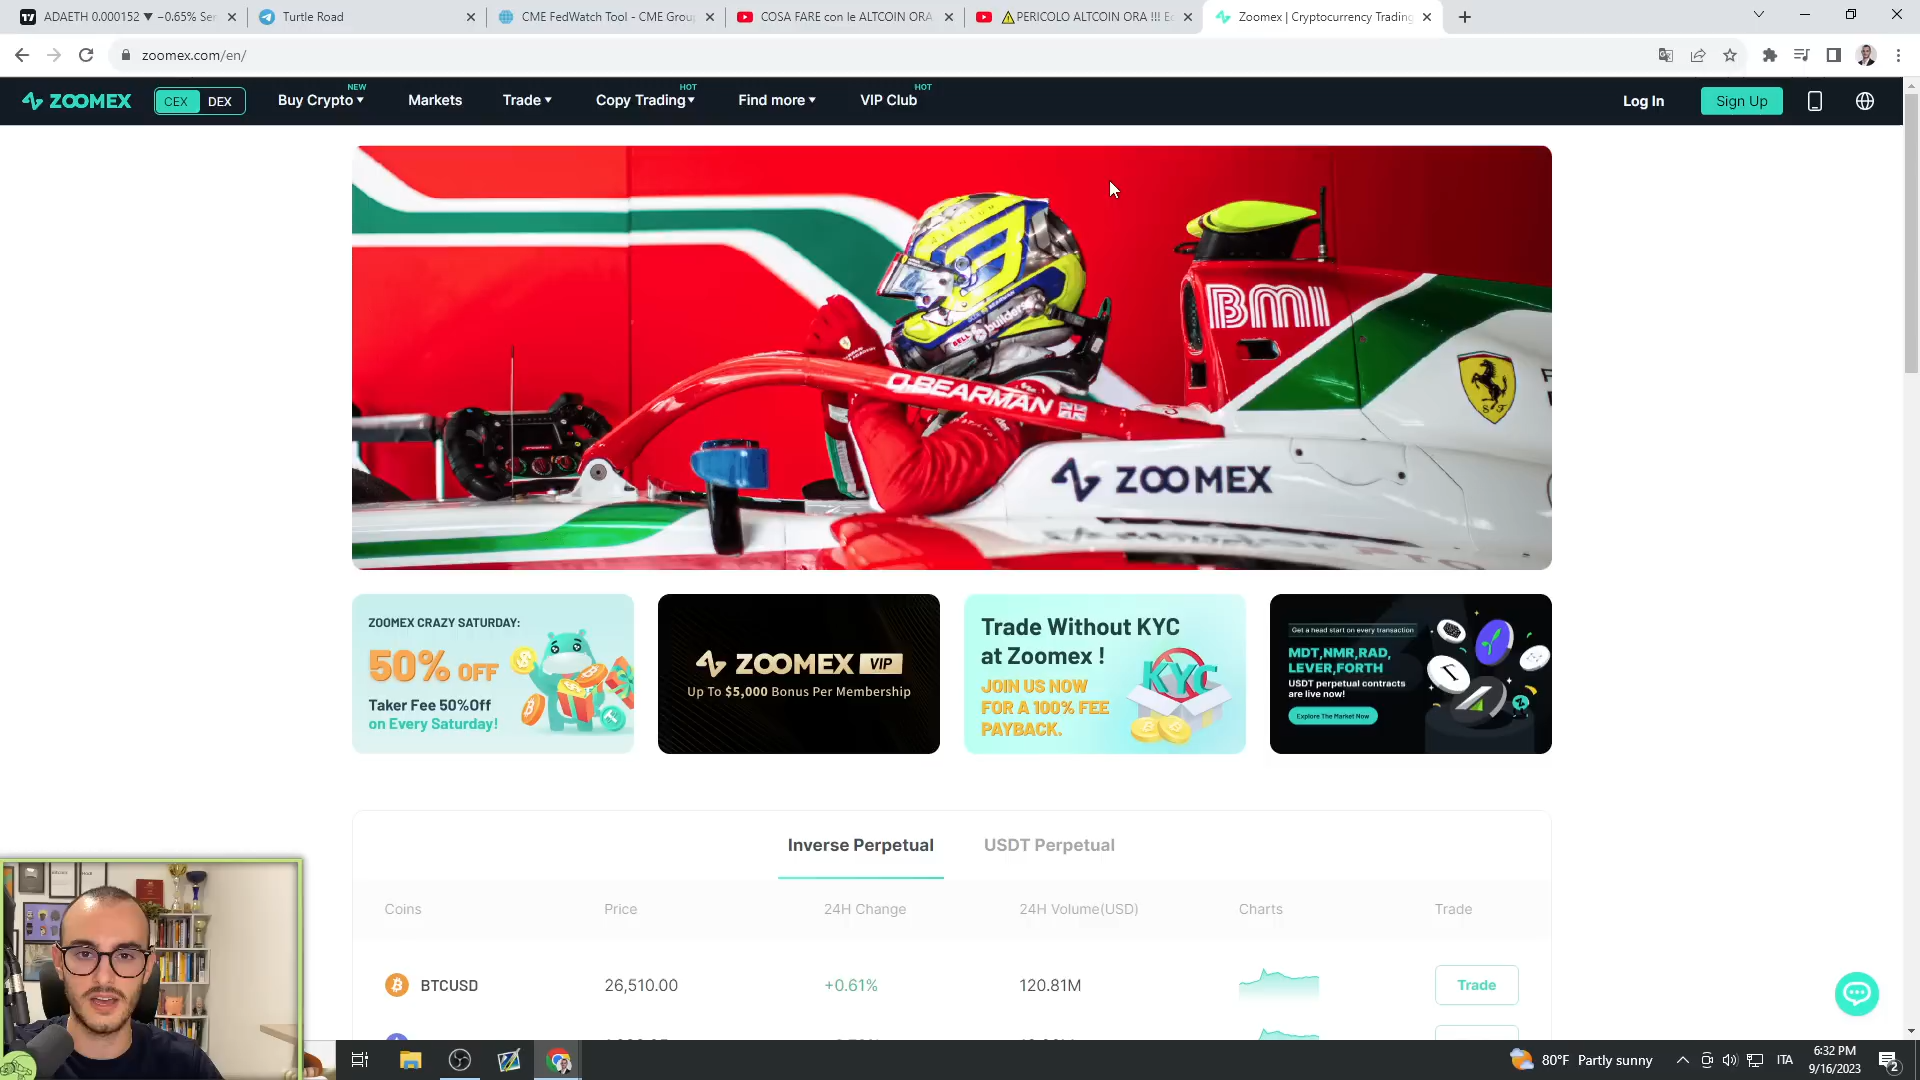 ADAETH 0.000152 ▼ −0.65% Ser
Turtle Road
CME FedWatch Tool - CME Grou
COSA FARE con le ALTCOIN ORA
⚠PERICOLO ALTCOIN ORA !!! Ec
Zoomex | Cryptocurrency Trading
zoomex.com/en/
ZOOMEX
CEX
DEX
Buy Crypto
NEW
Markets
Trade
Copy Trading
HOT
Find more
VIP Club
HOT
Log In
Sign Up
BMI
O.BEARMAN
ZOOMEX
ZOOMEX CRAZY SATURDAY:
50% OFF
Taker Fee 50%Off
on Every Saturday!
ZOOMEX VIP
Up To $5,000 Bonus Per Membership
Trade Without KYC
at Zoomex !
JOIN US NOW
FOR A 100% FEE
PAYBACK.
KYC
Get a head start on every transaction
MDT,NMR,RAD,
LEVER,FORTH
USDT perpetual contracts
are live now!
Explore The Market Now
Inverse Perpetual
USDT Perpetual
Coins
Price
24H Change
24H Volume(USD)
Charts
Trade
BTCUSD
26,510.00
+0.61%
120.81M
Trade
80°F Partly sunny
ITA
6:32 PM
9/16/2023
2